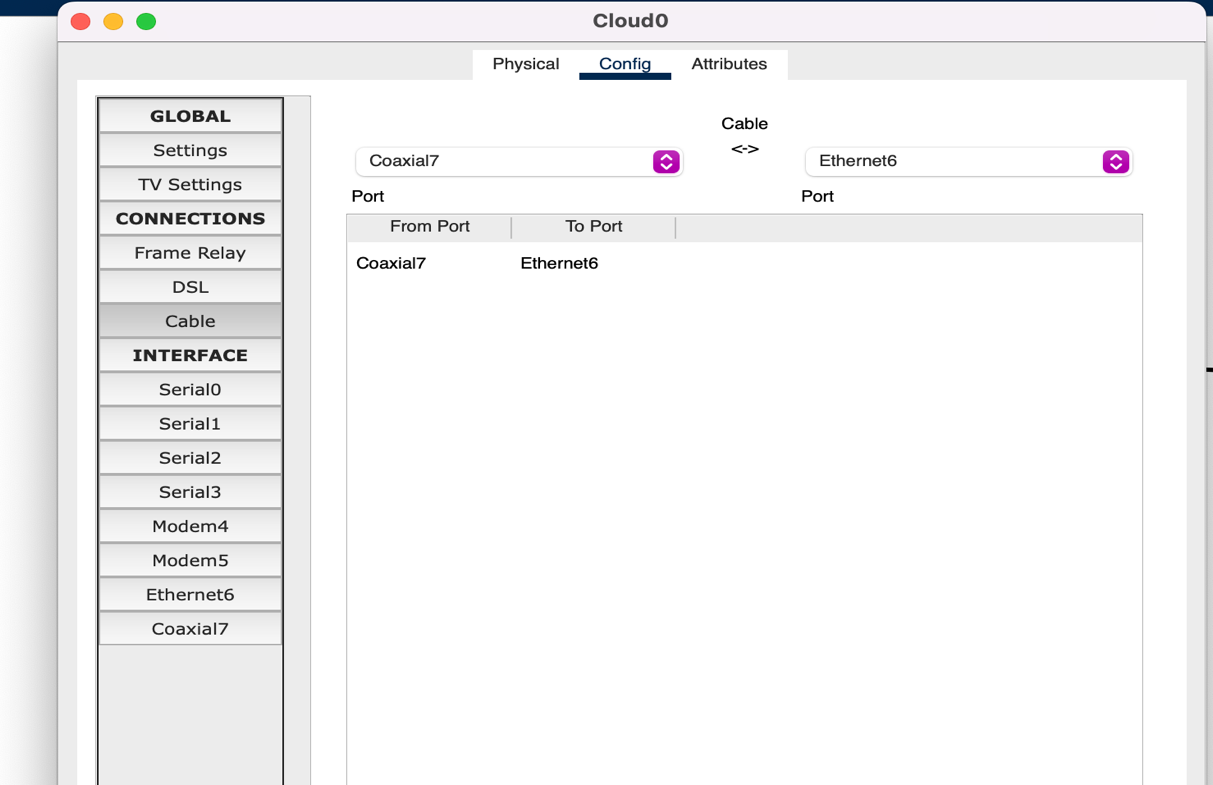 Cloud0
Physical Config Attributes
GLOBAL
Settings
TV Settings
CONNECTIONS
Frame Relay
DSL
Cable
INTERFACE
Serial0
Serial1
Serial2
Serial3
Modem4
Modem5
Ethernet6
Coaxial7
Cable
<->
Coaxial7 Ethernet6
Port Port
From Port To Port
Coaxial7 Ethernet6